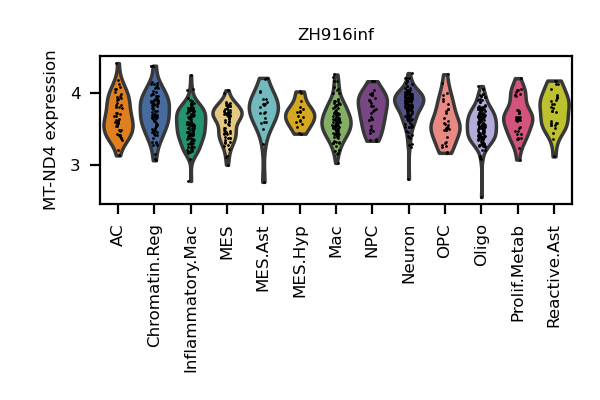 ZH916inf
MT-ND4 expression
4
3
AC
Chromatin.Reg
Inflammatory.Mac
MES
MES.Ast
MES.Hyp
Mac
NPC
Neuron
OPC
Oligo
Prolif.Metab
Reactive.Ast